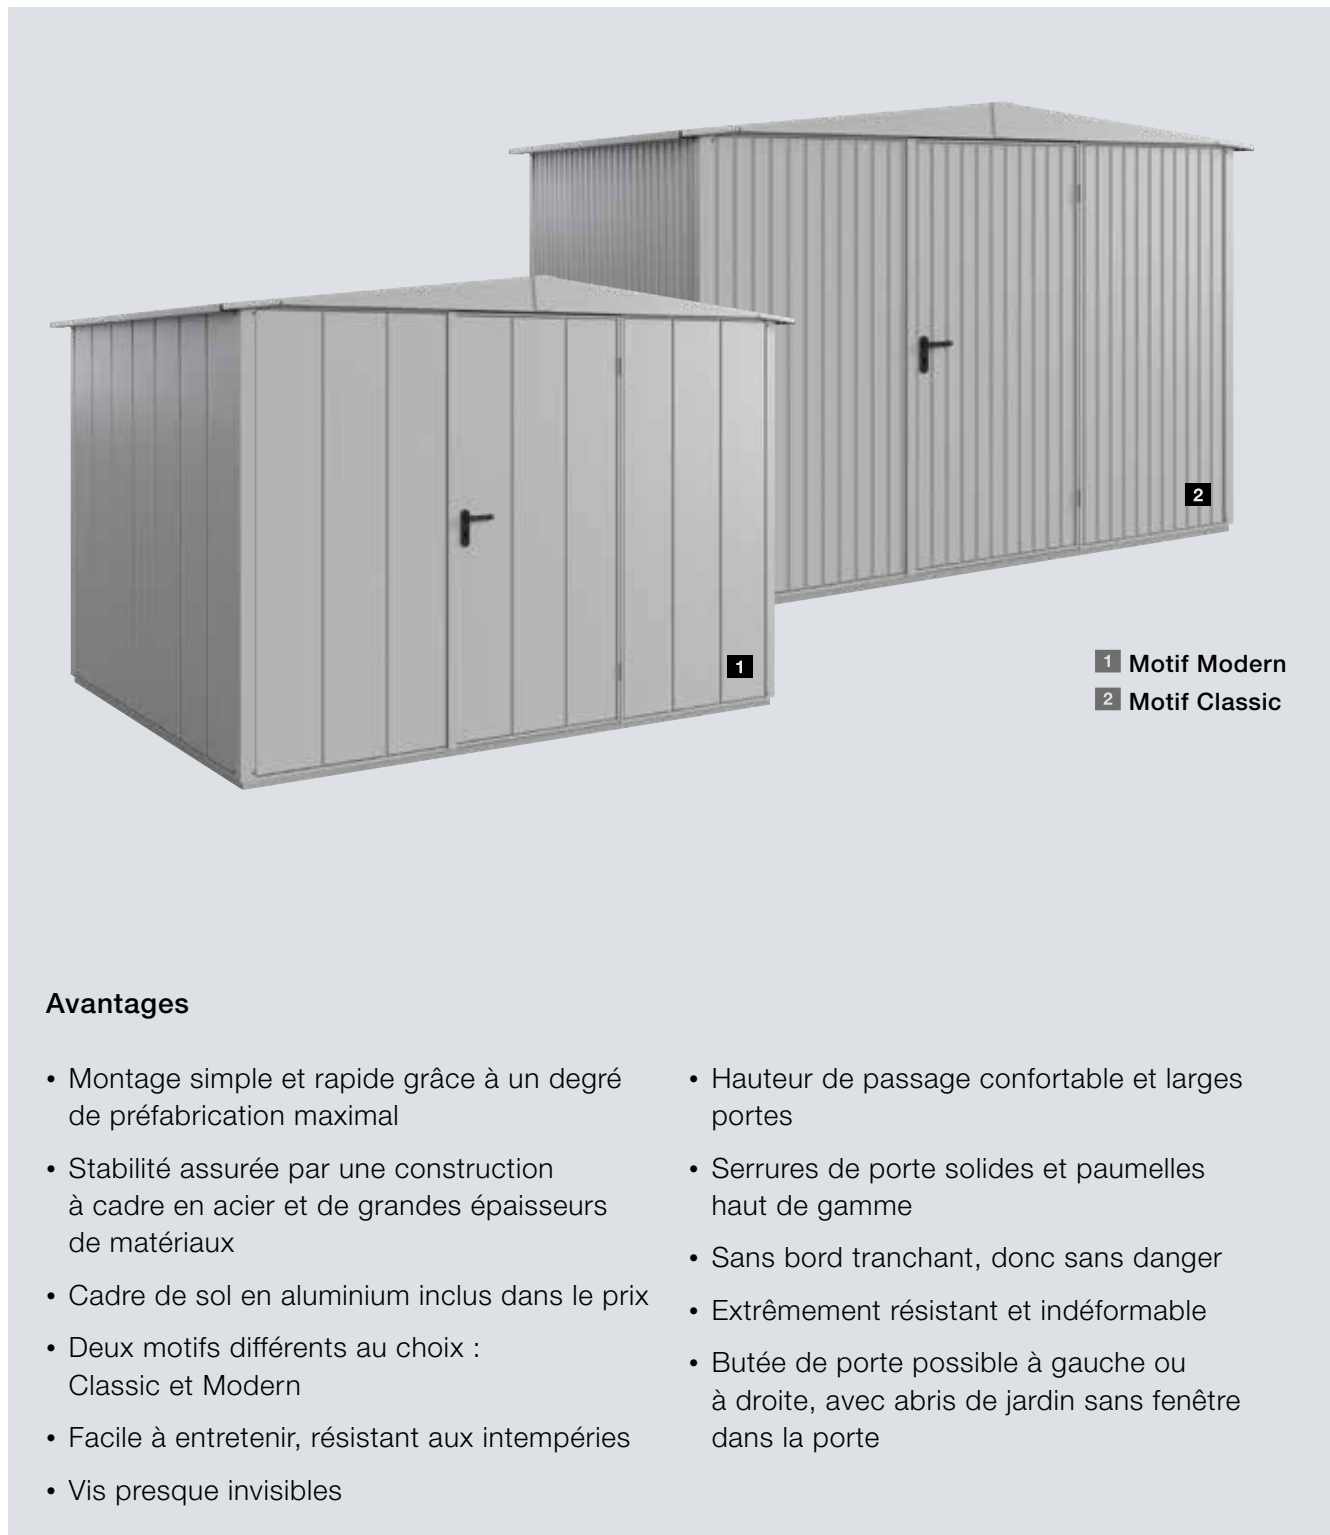 2
1
1 Motif Modern
2 Motif Classic
Avantages
• Montage simple et rapide grâce à un degré
de préfabrication maximal
• Stabilité assurée par une construction
à cadre en acier et de grandes épaisseurs
de matériaux
• Cadre de sol en aluminium inclus dans le prix
• Deux motifs différents au choix :
Classic et Modern
• Facile à entretenir, résistant aux intempéries
• Vis presque invisibles
• Hauteur de passage confortable et larges
portes
• Serrures de porte solides et paumelles
haut de gamme
• Sans bord tranchant, donc sans danger
• Extrêmement résistant et indéformable
• Butée de porte possible à gauche ou
à droite, avec abris de jardin sans fenêtre
dans la porte